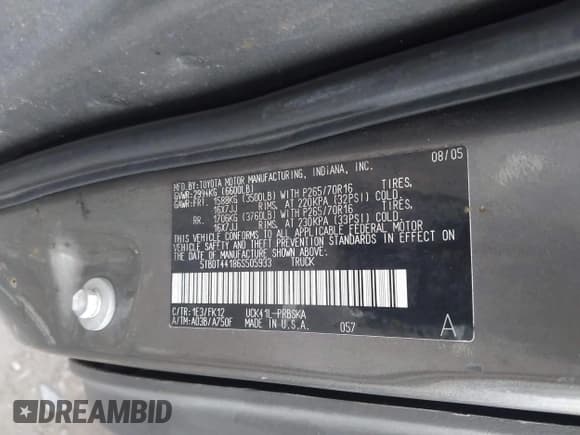 MFD.BY:TOYOTA MOTOR MANUFACTURING, INDIANA, INC. 08/05
GVWR:2994KG (6600LB)
GAWR:FRT. 1588KG (3500LB) WITH P265/70R16 TIRES,
16X7JJ RIMS, AT 220KPA (32PSI) COLD.
RR. 1706KG (3760LB) WITH P265/70R16 TIRES,
16X7JJ RIMS, AT 230KPA (33PSI) COLD.
THIS VEHICLE CONFORMS TO ALL APPLICABLE FEDERAL MOTOR
VEHICLE SAFETY AND THEFT PREVENTION STANDARDS IN EFFECT ON
THE DATE OF MANUFACTURE SHOWN ABOVE.
5TBDT44186S505933 TRUCK
C/TR:1E3/FK12 UCK41L-PRBSKA
A/TM:A03B/A750F MADE IN U.S.A. 057 A
DREAMBID